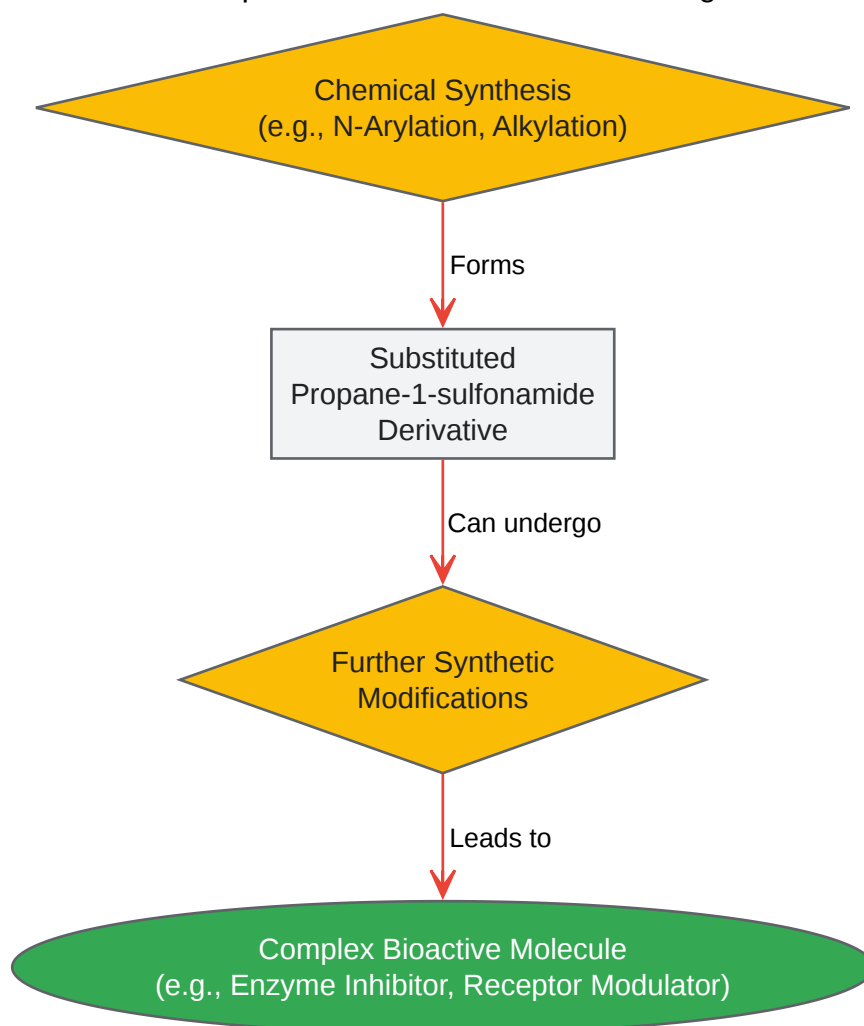 Chemical Synthesis
(e.g., N-Arylation, Alkylation)
Forms
Substituted
Propane-1-sulfonamide
Derivative
Can undergo
Further Synthetic
Modifications
Leads to
Complex Bioactive Molecule
(e.g., Enzyme Inhibitor, Receptor Modulator)